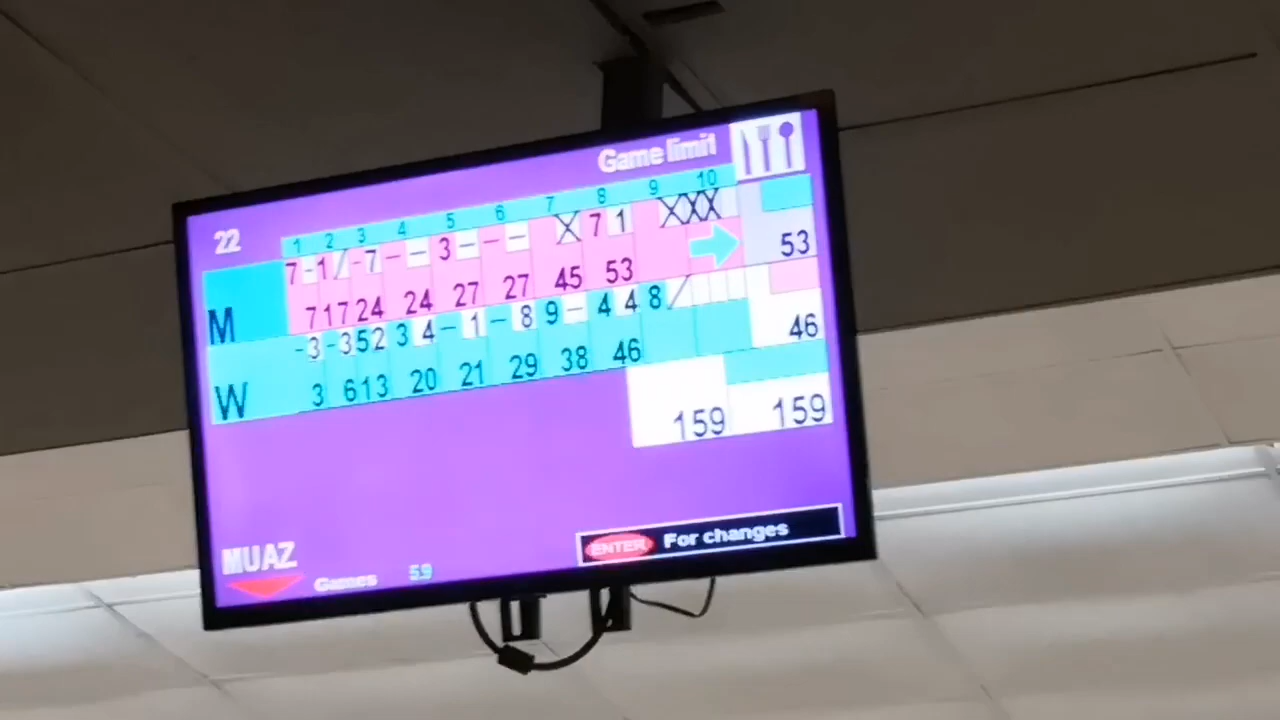 Game limit
22 1 2 3 4 5 6 7 8 9 10
7 - 1 / - 7 - - 3 - - - X 7 1 X X X
M 7 17 24 24 27 27 45 53 53
- 3 - 3 5 2 3 4 - 1 - 8 9 - 4 4 8 /
W 3 6 13 20 21 29 38 46 46
159 159
MUAZ
ENTER For changes
Games 59